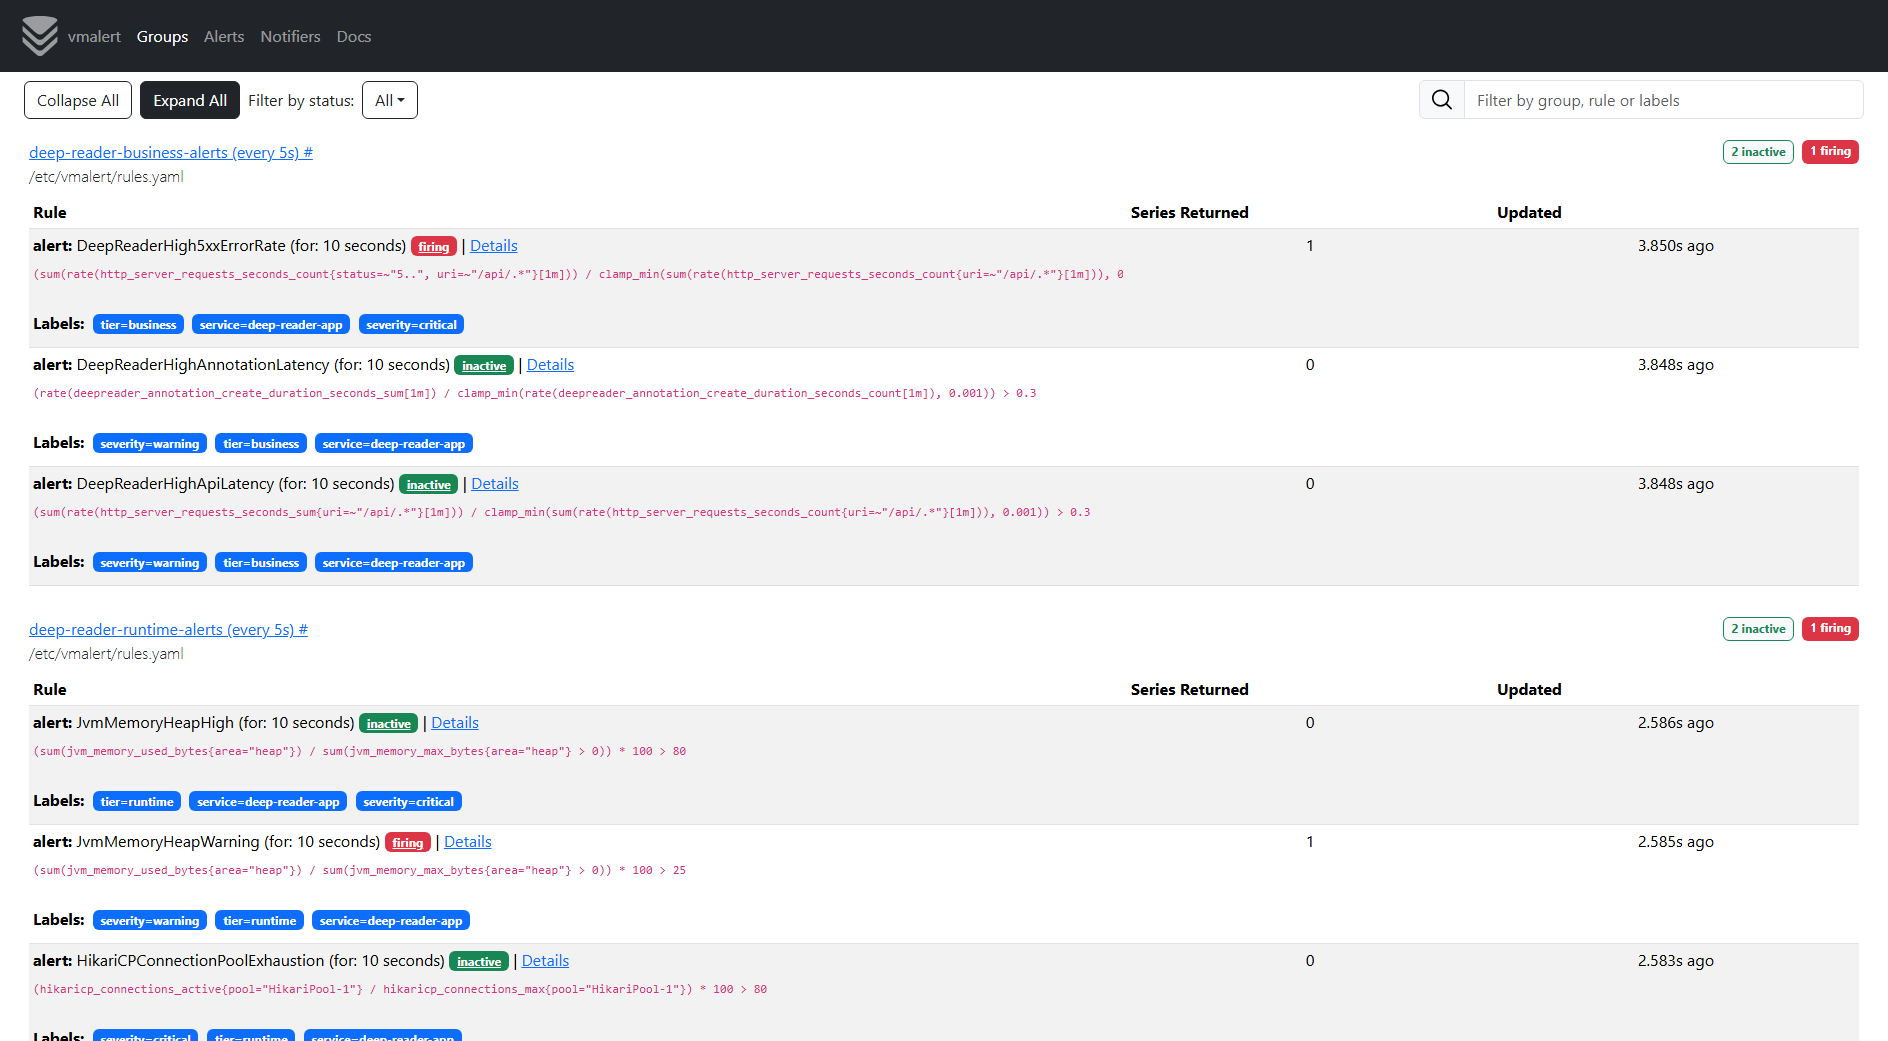 vmalert Groups Alerts Notifiers Docs
Collapse All Expand All Filter by status: All Filter by group, rule or labels
deep-reader-business-alerts (every 5s) # 2 inactive 1 firing
/etc/vmalert/rules.yaml
Rule Series Returned Updated
alert: DeepReaderHigh5xxErrorRate (for: 10 seconds) firing | Details 1 3.850s ago
(sum(rate(http_server_requests_seconds_count{status=~"5..", uri=~"/api/.*"}[1m])) / clamp_min(sum(rate(http_server_requests_seconds_count{uri=~"/api/.*"}[1m])), 0
Labels: tier=business service=deep-reader-app severity=critical
alert: DeepReaderHighAnnotationLatency (for: 10 seconds) inactive | Details 0 3.848s ago
(rate(deepreader_annotation_create_duration_seconds_sum[1m]) / clamp_min(rate(deepreader_annotation_create_duration_seconds_count[1m]), 0.001)) > 0.3
Labels: severity=warning tier=business service=deep-reader-app
alert: DeepReaderHighApiLatency (for: 10 seconds) inactive | Details 0 3.848s ago
(sum(rate(http_server_requests_seconds_sum{uri=~"/api/.*"}[1m])) / clamp_min(sum(rate(http_server_requests_seconds_count{uri=~"/api/.*"}[1m])), 0.001)) > 0.3
Labels: severity=warning tier=business service=deep-reader-app
deep-reader-runtime-alerts (every 5s) # 2 inactive 1 firing
/etc/vmalert/rules.yaml
Rule Series Returned Updated
alert: JvmMemoryHeapHigh (for: 10 seconds) inactive | Details 0 2.586s ago
(sum(jvm_memory_used_bytes{area="heap"}) / sum(jvm_memory_max_bytes{area="heap"} > 0)) * 100 > 80
Labels: tier=runtime service=deep-reader-app severity=critical
alert: JvmMemoryHeapWarning (for: 10 seconds) firing | Details 1 2.585s ago
(sum(jvm_memory_used_bytes{area="heap"}) / sum(jvm_memory_max_bytes{area="heap"} > 0)) * 100 > 25
Labels: severity=warning tier=runtime service=deep-reader-app
alert: HikariCPConnectionPoolExhaustion (for: 10 seconds) inactive | Details 0 2.583s ago
(hikaricp_connections_active{pool="HikariPool-1"} / hikaricp_connections_max{pool="HikariPool-1"}) * 100 > 80
Labels: severity=critical tier=runtime service=deep-reader-app